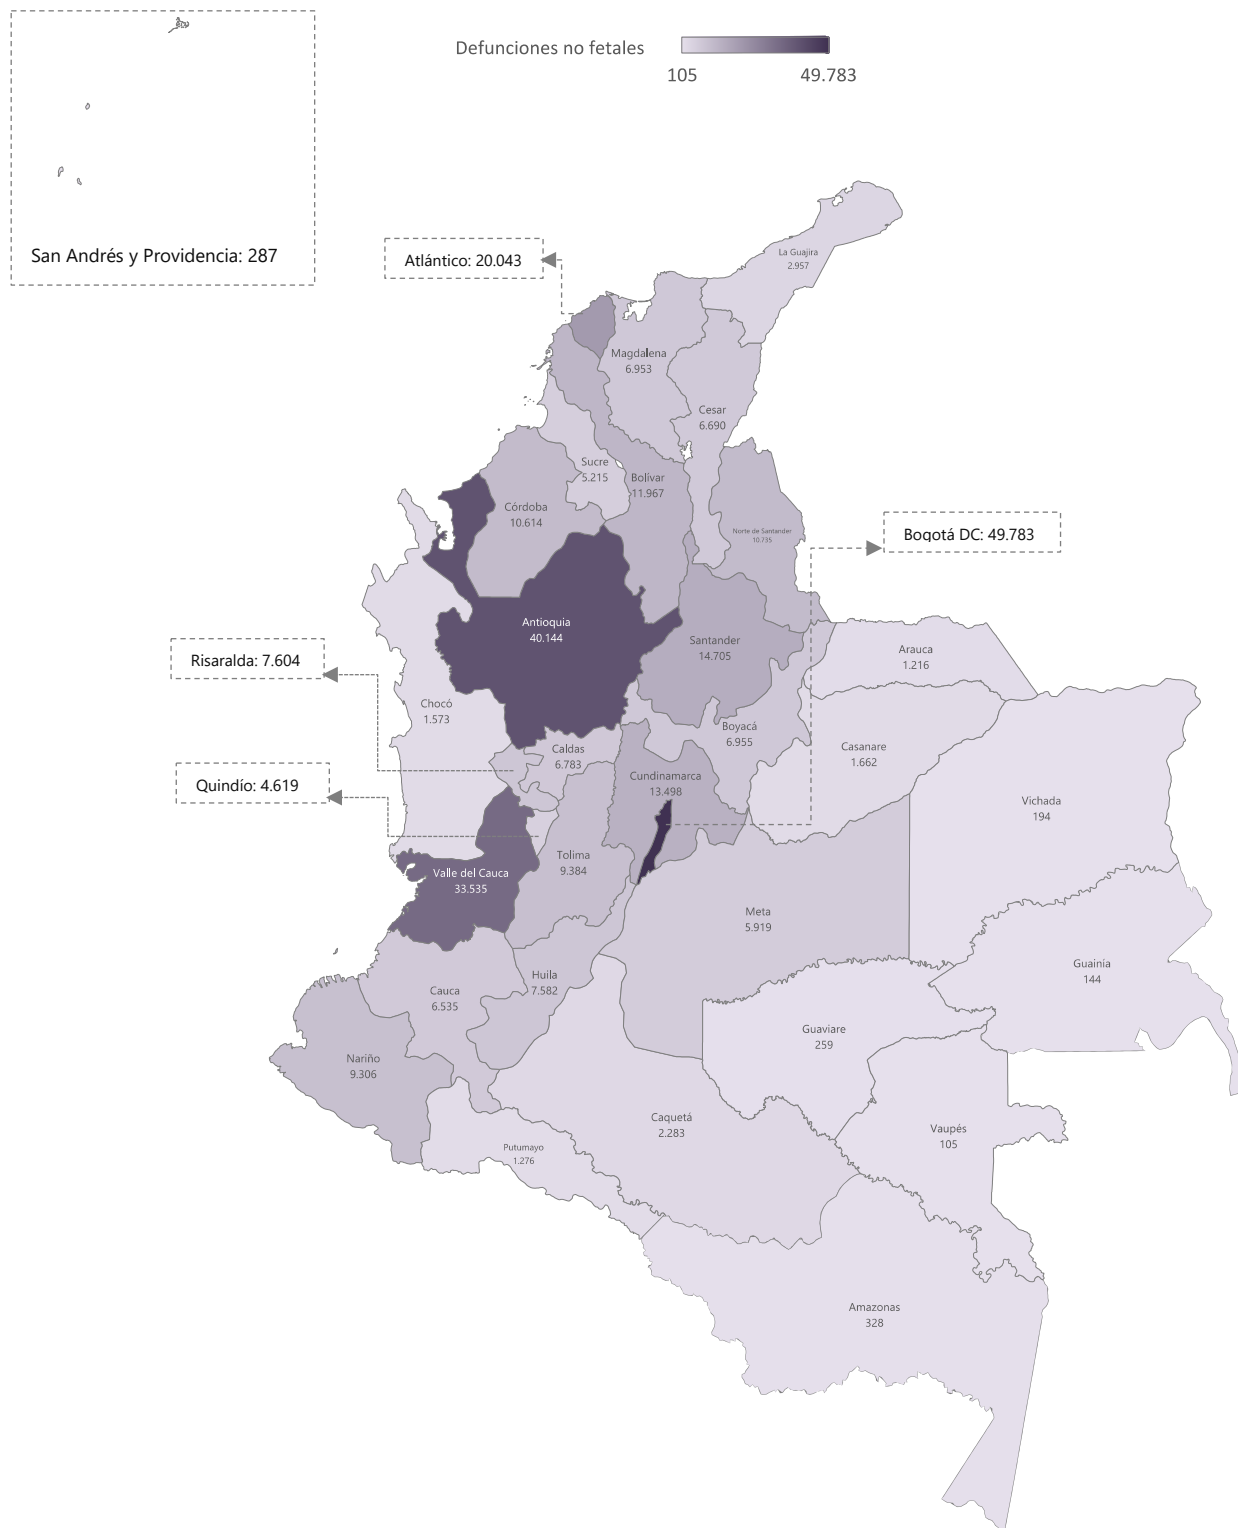 Defunciones no fetales
105
49.783
San Andrés y Providencia: 287
Atlántico: 20.043
La Guajira
2.957
Magdalena
6.953
Cesar
6.690
Sucre
5.215
Bolívar
11.967
Córdoba
10.614
Norte de Santander
10.735
Bogotá DC: 49.783
Antioquia
40.144
Santander
14.705
Arauca
1.216
Risaralda: 7.604
Chocó
1.573
Boyacá
6.955
Caldas
6.783
Casanare
1.662
Cundinamarca
13.498
Quindío: 4.619
Vichada
194
Tolima
9.384
Valle del Cauca
33.535
Meta
5.919
Guainía
144
Huila
7.582
Cauca
6.535
Guaviare
259
Nariño
9.306
Caquetá
2.283
Vaupés
105
Putumayo
1.276
Amazonas
328